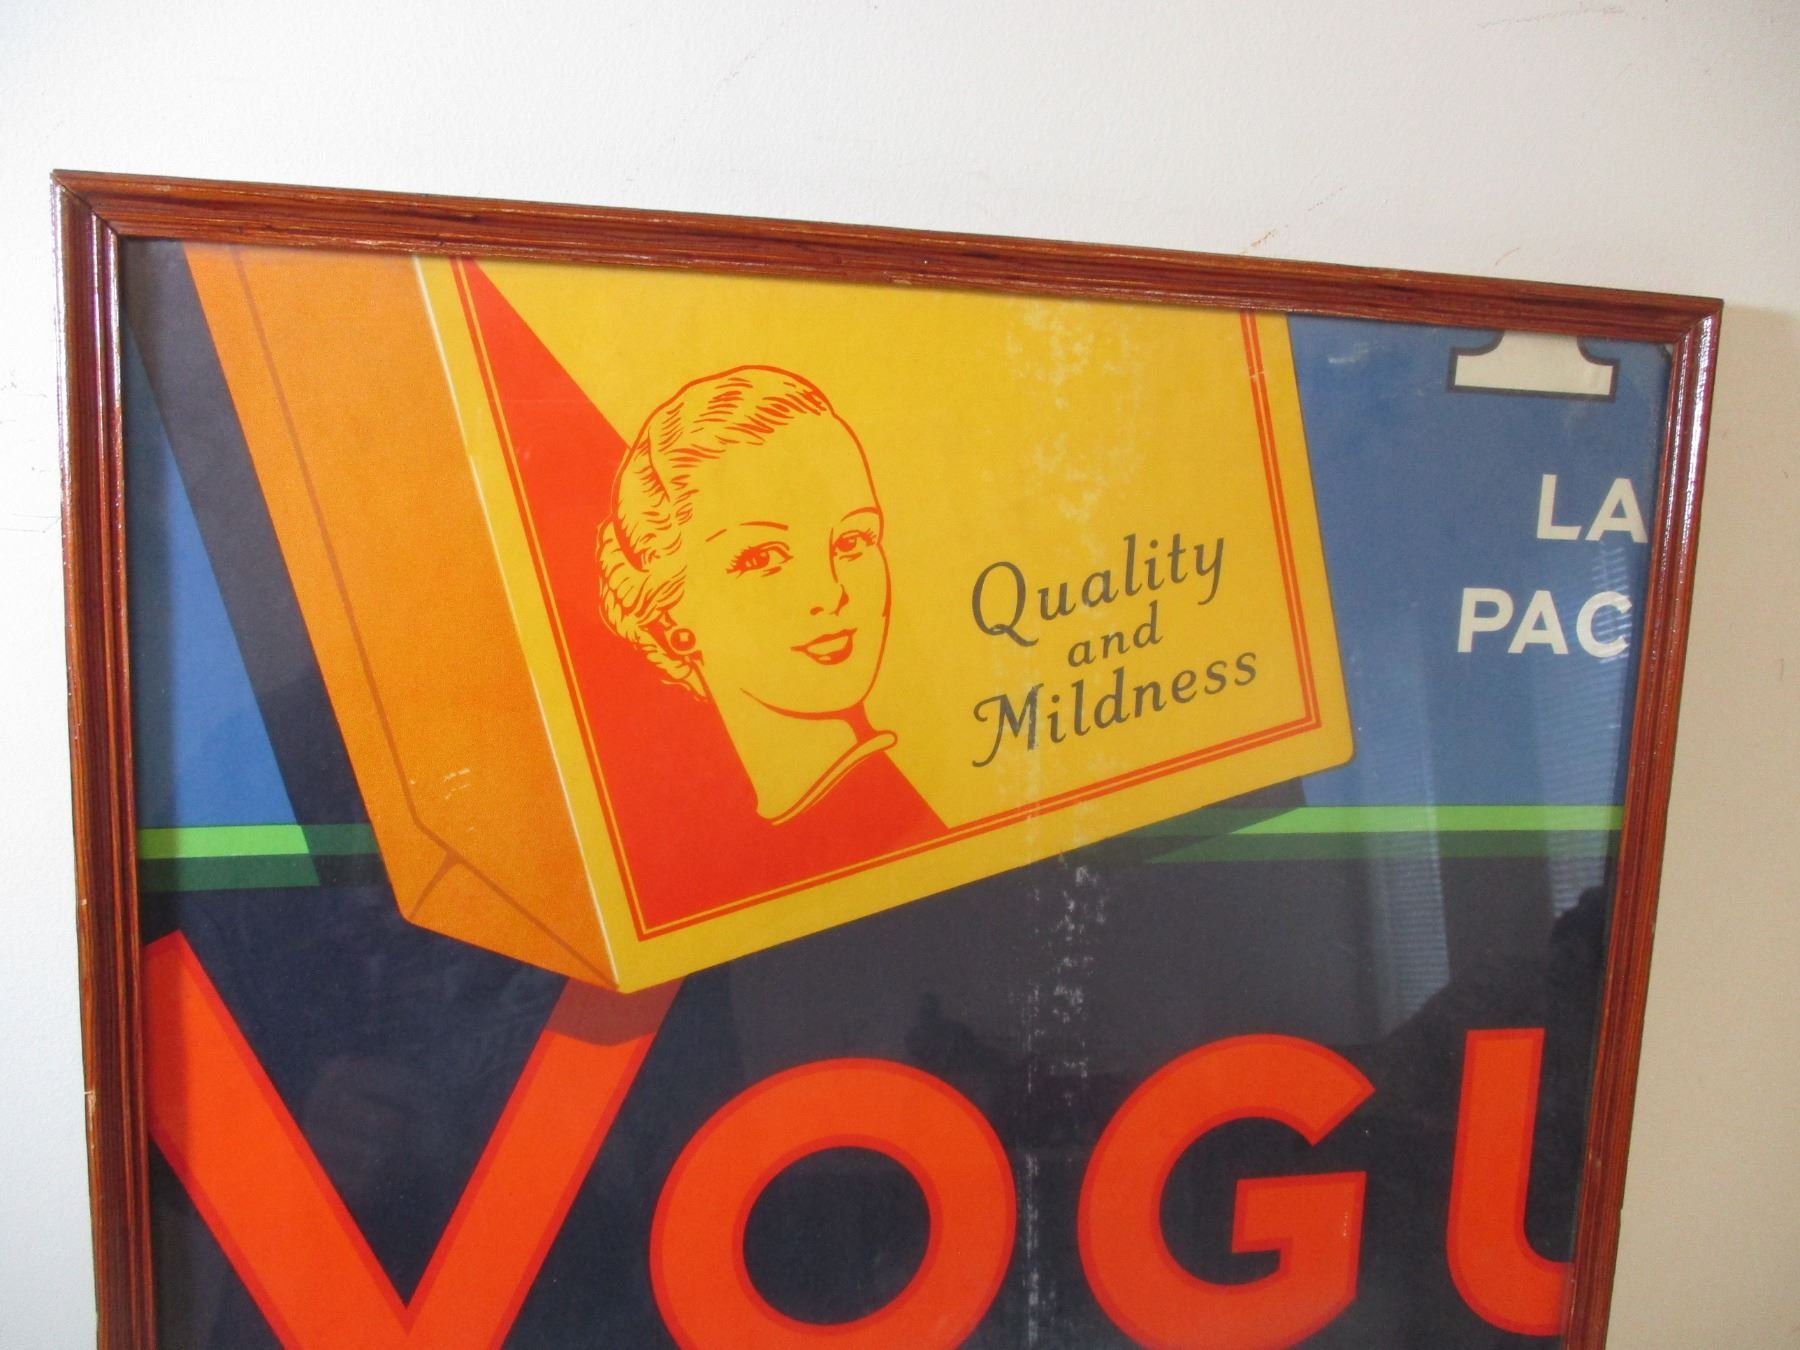 Quality
and
Mildness
LA
PAC
VOGU